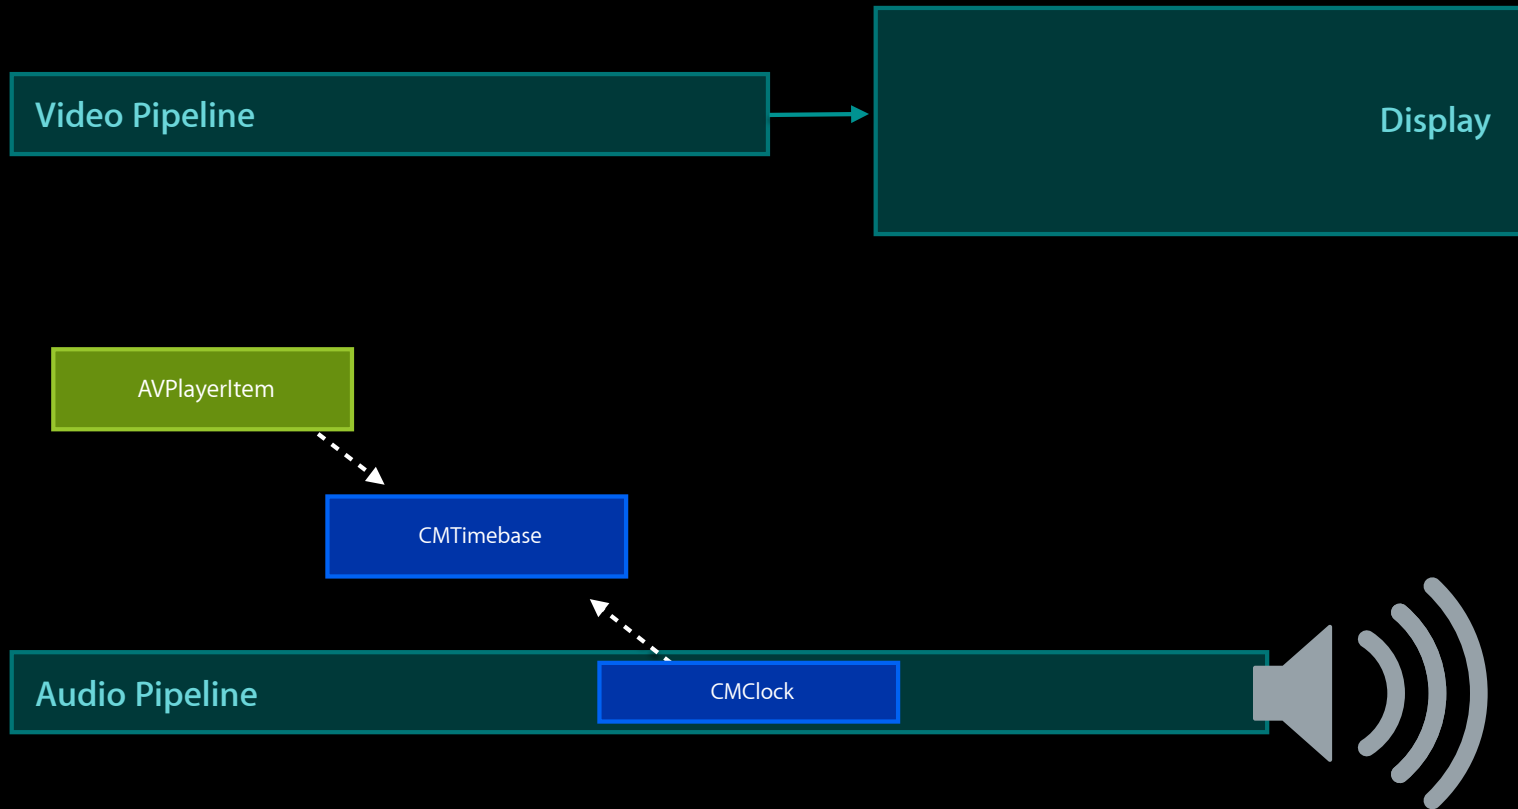 Video Pipeline
Display
AVPlayerItem
CMTimebase
Audio Pipeline
CMClock